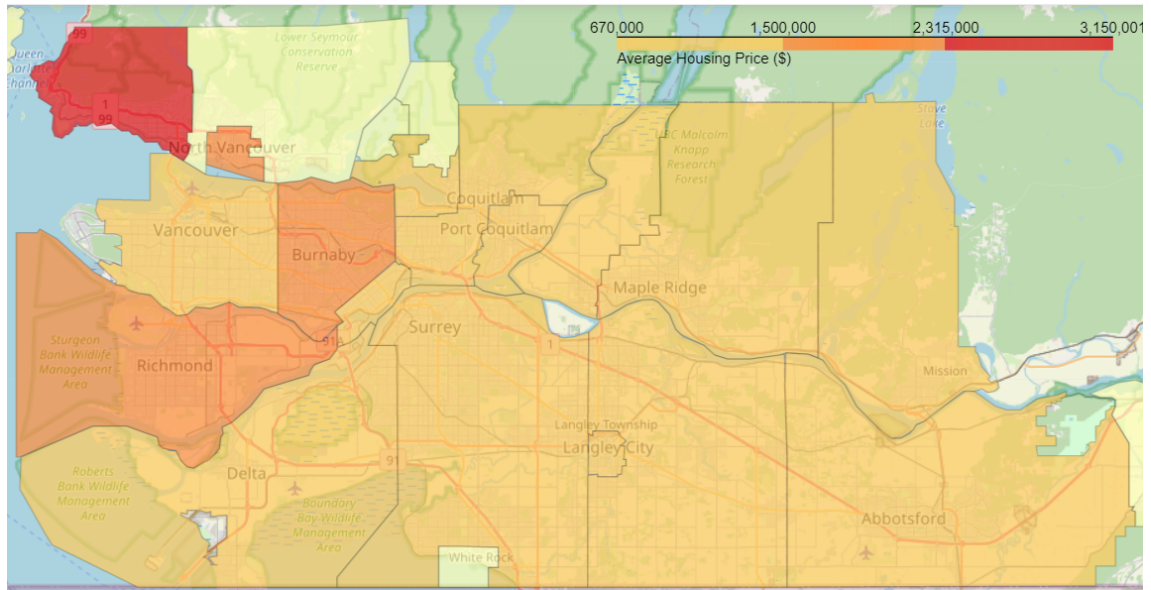 670,000 1,500,000 2,315,000 3,150,001
Average Housing Price ($)
99
Lower Seymour
Conservation
Reserve
1
99
North Vancouver
Stave
Lake
UBC Malcolm
Knapp
Research
Forest
Coquitlam
Port Coquitlam
Vancouver
Burnaby
Maple Ridge
Surrey
91A
1
Sturgeon
Bank Wildlife
Management
Area
Richmond
Mission
Langley Township
Langley City
91
Delta
Roberts
Bank Wildlife
Management
Area
Boundary
Bay Wildlife
Management
Area
Abbotsford
White Rock